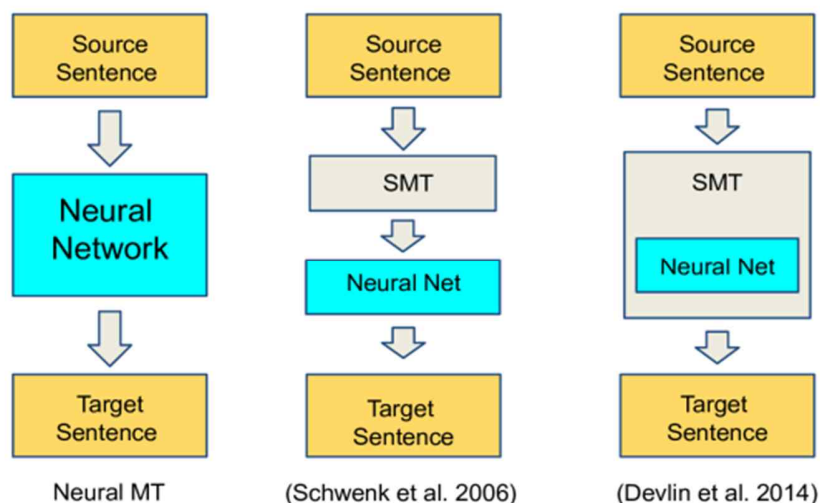 Source
Sentence
Neural
Network
Target
Sentence
Neural MT
Source
Sentence
SMT
Neural Net
Target
Sentence
(Schwenk et al. 2006)
Source
Sentence
SMT
Neural Net
Target
Sentence
(Devlin et al. 2014)